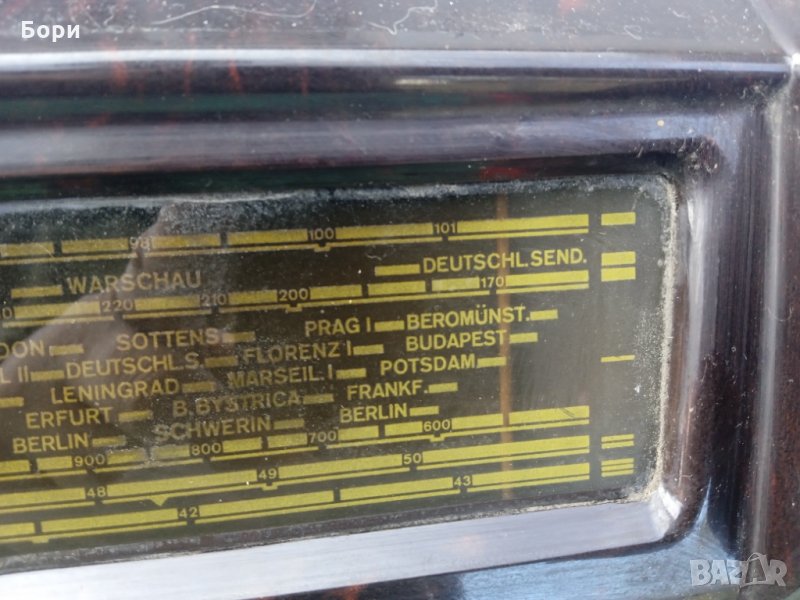 Бори
98 100 101
WARSCHAU DEUTSCHL.SEND.
220 210 200 170
PRAG I BEROMÜNST.
SOTTENS BUDAPEST
DEUTSCHL.S. FLORENZ I POTSDAM
LENINGRAD MARSEIL.I FRANKF.
ERFURT B.BYSTRICA BERLIN
BERLIN SCHWERIN
900 800 700 600
48 49 50
42 43
BAZAR